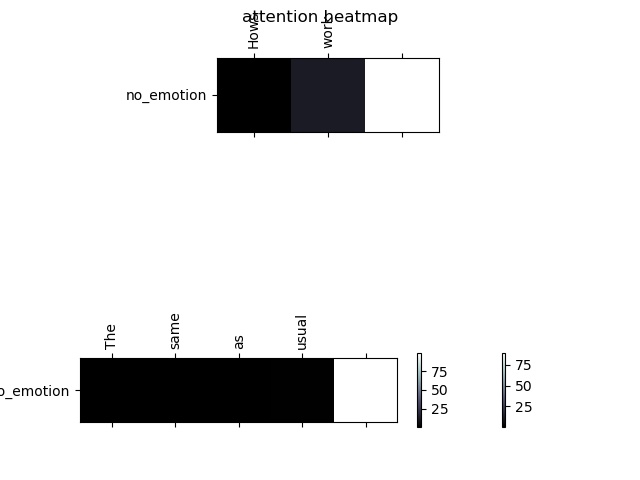 attention heatmap
How work
no_emotion
The same as usual
o_emotion
75 75
50 50
25 25